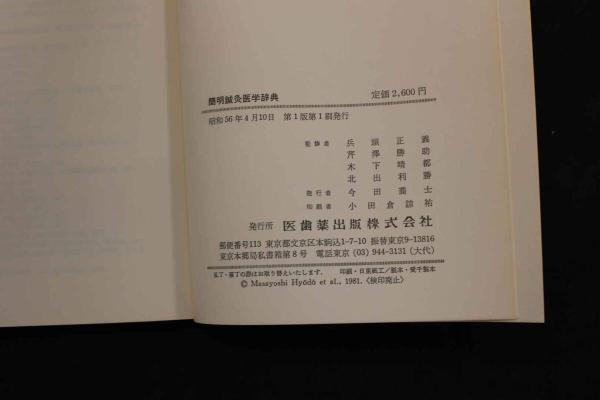 簡明鍼灸医学辞典 定価2,600円
昭和56年4月10日 第1版第1刷発行
監修者 兵頭正義
芹澤勝助
木下晴都
北出利勝
発行者 今田喬士
印刷者 小田倉諒祐
発行所 医歯薬出版株式会社
郵便番号113 東京都文京区本駒込1-7-10 振替東京9-13816
東京本郷局私書箱第8号 電話東京(03)944-3131(大代)
乱丁・落丁の際はお取り替えいたします. 印刷・日東紙工/製本・愛千製本
© Masayoshi Hyōdō et al., 1981.〈検印廃止〉